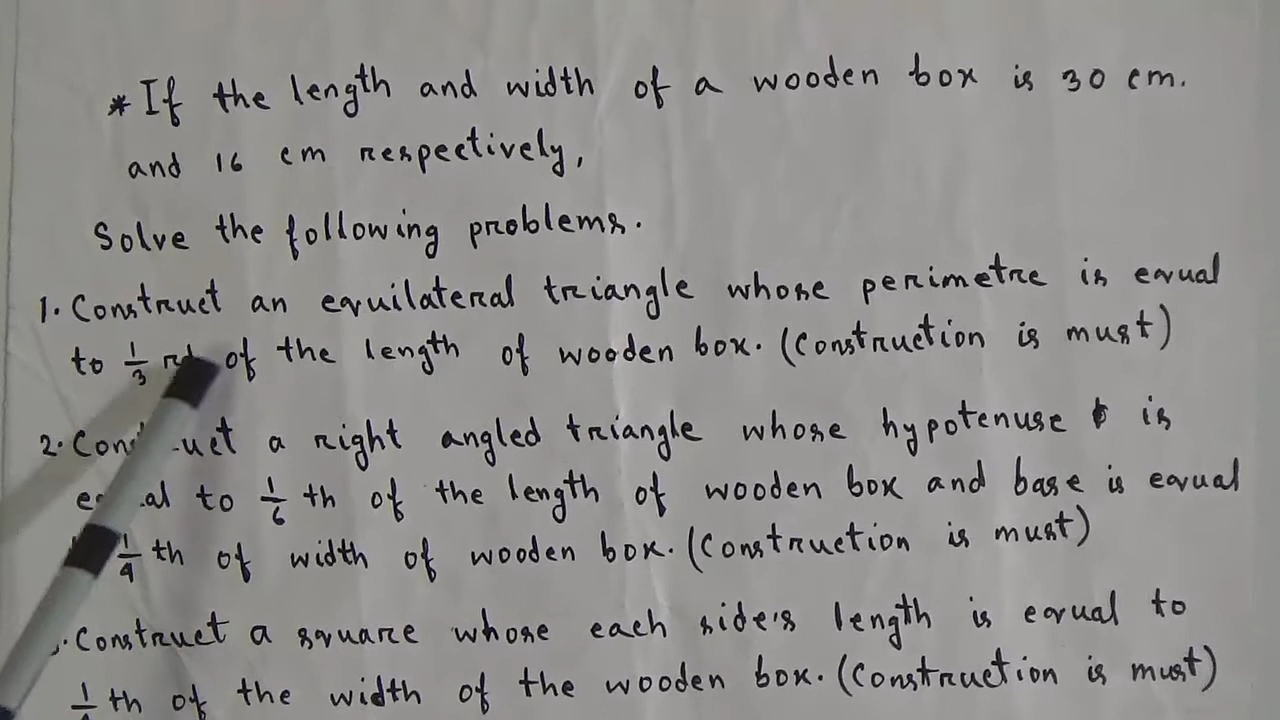 * If the length and width of a wooden box is 30 cm.
and 16 cm respectively,
Solve the following problems.
1. Construct an equilateral triangle whose perimetre is equal
to 1/3 rd of the length of wooden box. (Construction is must)
2. Construct a right angled triangle whose hypotenuse is
equal to 1/6 th of the length of wooden box and base is equal
1/4 th of width of wooden box. (Construction is must)
Construct a square whose each side's length is equal to
th of the width of the wooden box. (Construction is must)